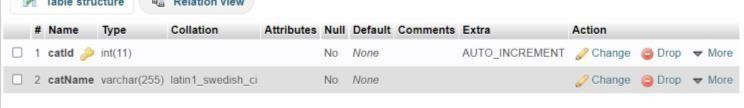 Table structure Relation view
# Name Type Collation Attributes Null Default Comments Extra Action
1 catId int(11) No None AUTO_INCREMENT Change Drop More
2 catName varchar(255) latin1_swedish_ci No None Change Drop More